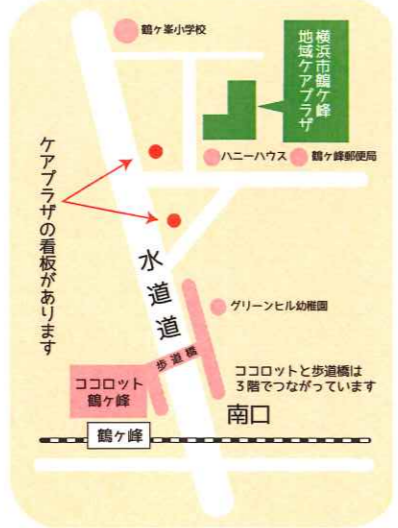 鶴ヶ峯小学校
横浜市鶴ケ峰
地域ケアプラザ
ハニーハウス
鶴ヶ峰郵便局
ケアプラザの看板があります
水道道
グリーンヒル幼稚園
歩道橋
ココロットと歩道橋は
3階でつながっています
ココロット
鶴ヶ峰
南口
鶴ヶ峰